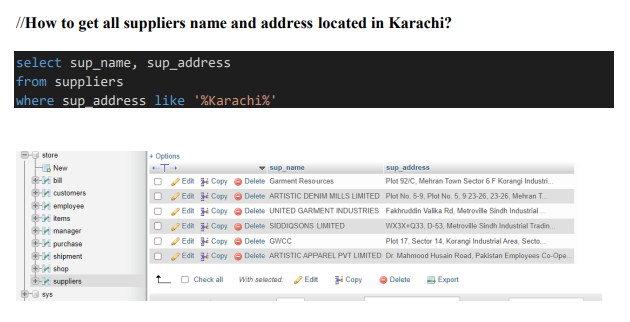 //How to get all suppliers name and address located in Karachi?
select sup_name, sup_address
from suppliers
where sup_address like '%Karachi%'
store
New
bill
customers
employee
items
manager
purchase
shipment
shop
suppliers
sys
+ Options
sup_name sup_address
Edit Copy Delete Garment Resources Plot 92/C, Mehran Town Sector 6 F Korangi Industri...
Edit Copy Delete ARTISTIC DENIM MILLS LIMITED Plot No. 5-9, Plot No. 5, 9 23-26, 23-26, Mehran T...
Edit Copy Delete UNITED GARMENT INDUSTRIES Fakhruddin Valika Rd, Metroville Sindh Industrial ...
Edit Copy Delete SIDDIQSONS LIMITED WX3X+Q33, D-53, Metroville Sindh Industrial Tradin...
Edit Copy Delete GWCC Plot 17, Sector 14, Korangi Industrial Area, Secto...
Edit Copy Delete ARTISTIC APPAREL PVT LIMITED Dr. Mahmood Husain Road, Pakistan Employees Co-Ope...
Check all With selected: Edit Copy Delete Export